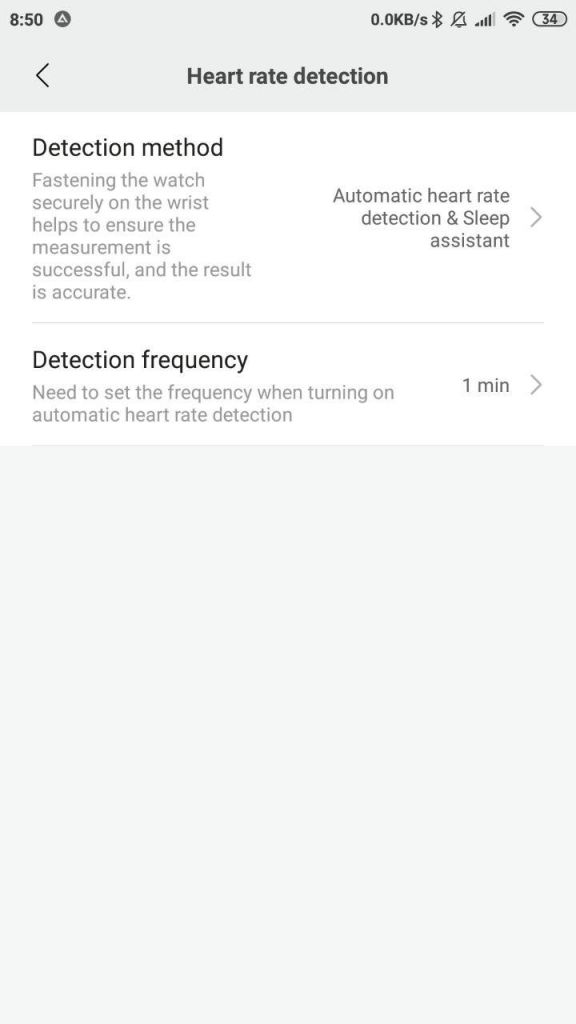 8:50 0.0KB/s 34
Heart rate detection
Detection method
Fastening the watch
securely on the wrist
helps to ensure the
measurement is
successful, and the result
is accurate.
Automatic heart rate
detection & Sleep
assistant
Detection frequency
Need to set the frequency when turning on
automatic heart rate detection
1 min